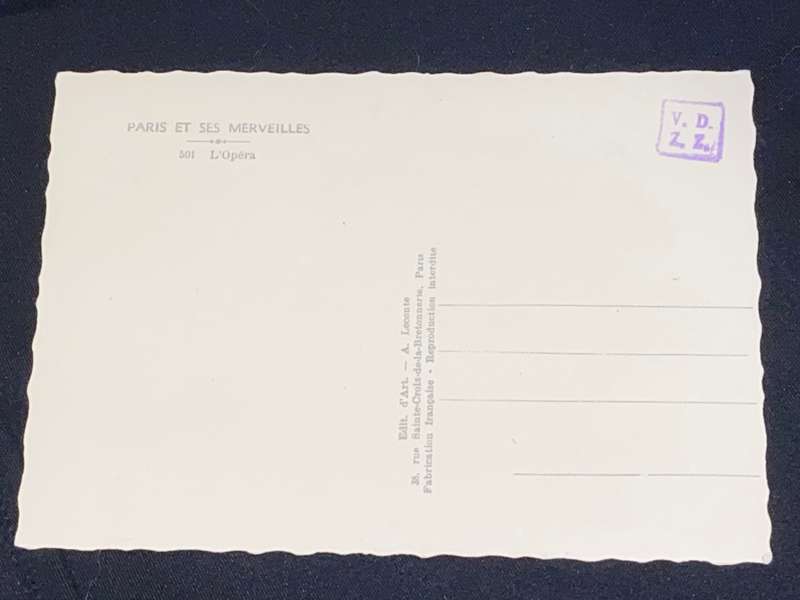 PARIS ET SES MERVEILLES
501 L'Opéra
V. D.
Z. Z.
Edit. d'Art. — A. Leconte
38, rue Sainte-Croix-de-la-Bretonnerie, Paris
Fabrication française - Reproduction interdite